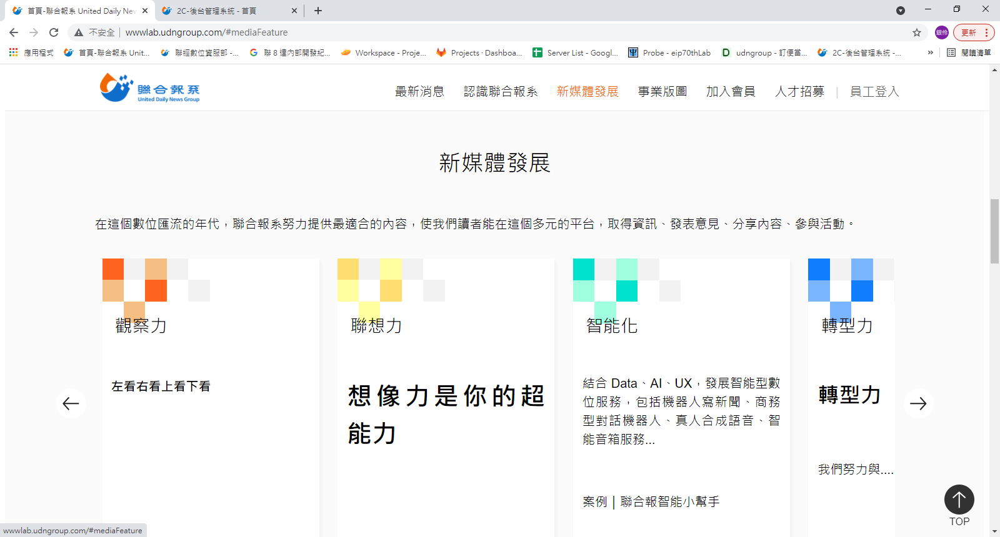 首頁-聯合報系 United Daily New
2C-後台管理系統 - 首頁
不安全
wwwlab.udngroup.com/#mediaFeature
銀伶
更新
應用程式
首頁-聯合報系 Unit...
聯經數位資服部 -...
聯 8 達內部開發紀...
Workspace - Proje...
Projects · Dashboa...
Server List - Googl...
Probe - eip70thLab
udngroup - 訂便當...
2C-後台管理系統 -...
»
閱讀清單
聯合報系
United Daily News Group
最新消息
認識聯合報系
新媒體發展
事業版圖
加入會員
人才招募
|
員工登入
新媒體發展
在這個數位匯流的年代，聯合報系努力提供最適合的內容，使我們讀者能在這個多元的平台，取得資訊、發表意見、分享內容、參與活動。
觀察力
左看右看上看下看
聯想力
想像力是你的超
能力
智能化
結合 Data、AI、UX，發展智能型數
位服務，包括機器人寫新聞、商務
型對話機器人、真人合成語音、智
能音箱服務...
案例 | 聯合報智能小幫手
轉型力
轉型力
我們努力與....
TOP
wwwlab.udngroup.com/#mediaFeature